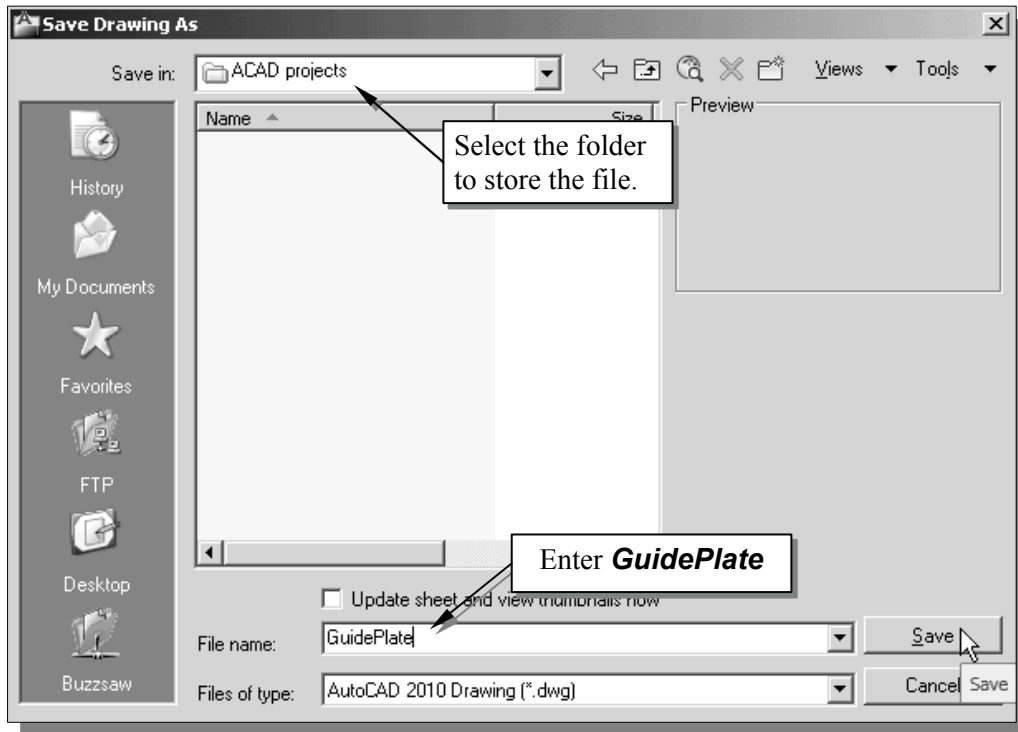 Save Drawing As
Save in:
ACAD projects
Views
Tools
Name
Size
Preview
Select the folder
to store the file.
History
My Documents
Favorites
FTP
Desktop
Buzzsaw
Enter GuidePlate
Update sheet and view thumbnails now
File name:
GuidePlate
Save
Files of type:
AutoCAD 2010 Drawing (*.dwg)
Cancel
Save